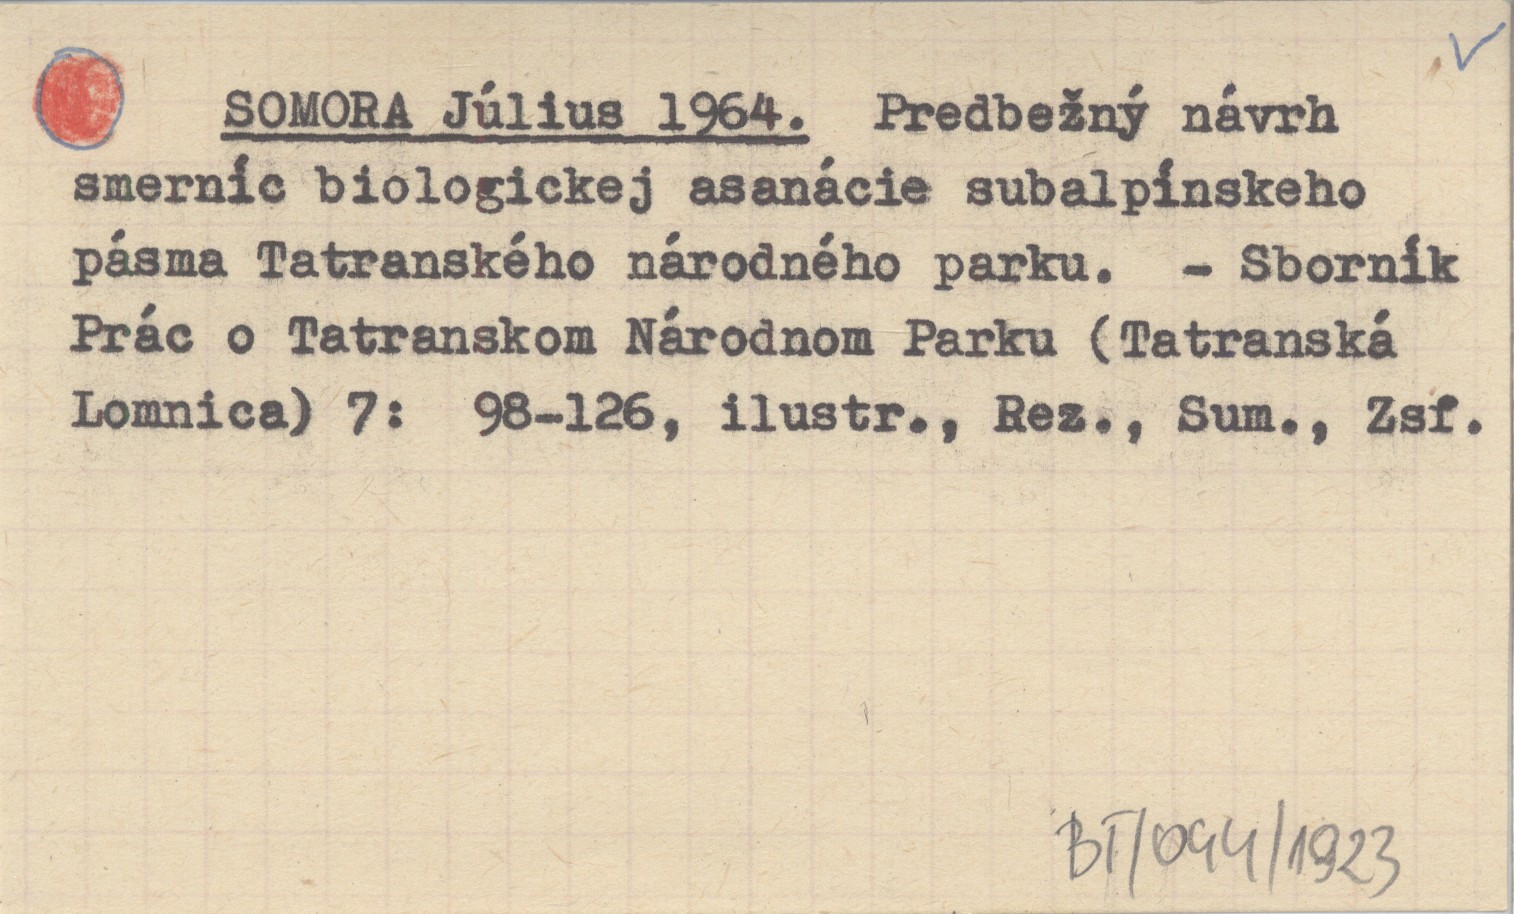 SOMORA Július 1964. Predbežný návrh
smerníc biologickej asanácie subalpínskeho
pásma Tatranského národného parku. - Sborník
Prác o Tatranskom Národnom Parku (Tatranská
Lomnica) 7: 98-126, ilustr., Rez., Sum., Zsf.
BT/044/1923